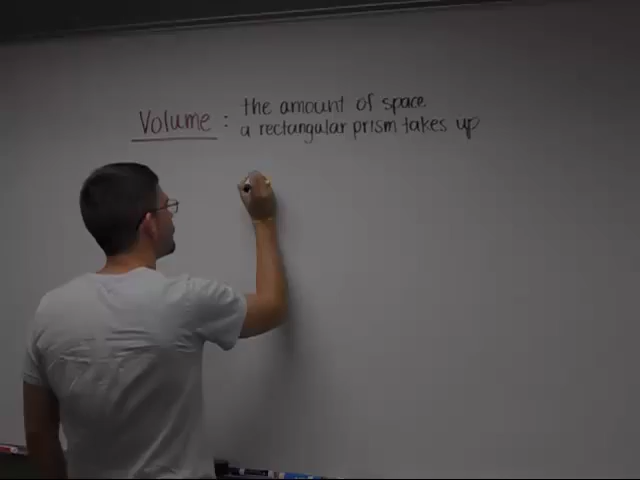 Volume : the amount of space
a rectangular prism takes up